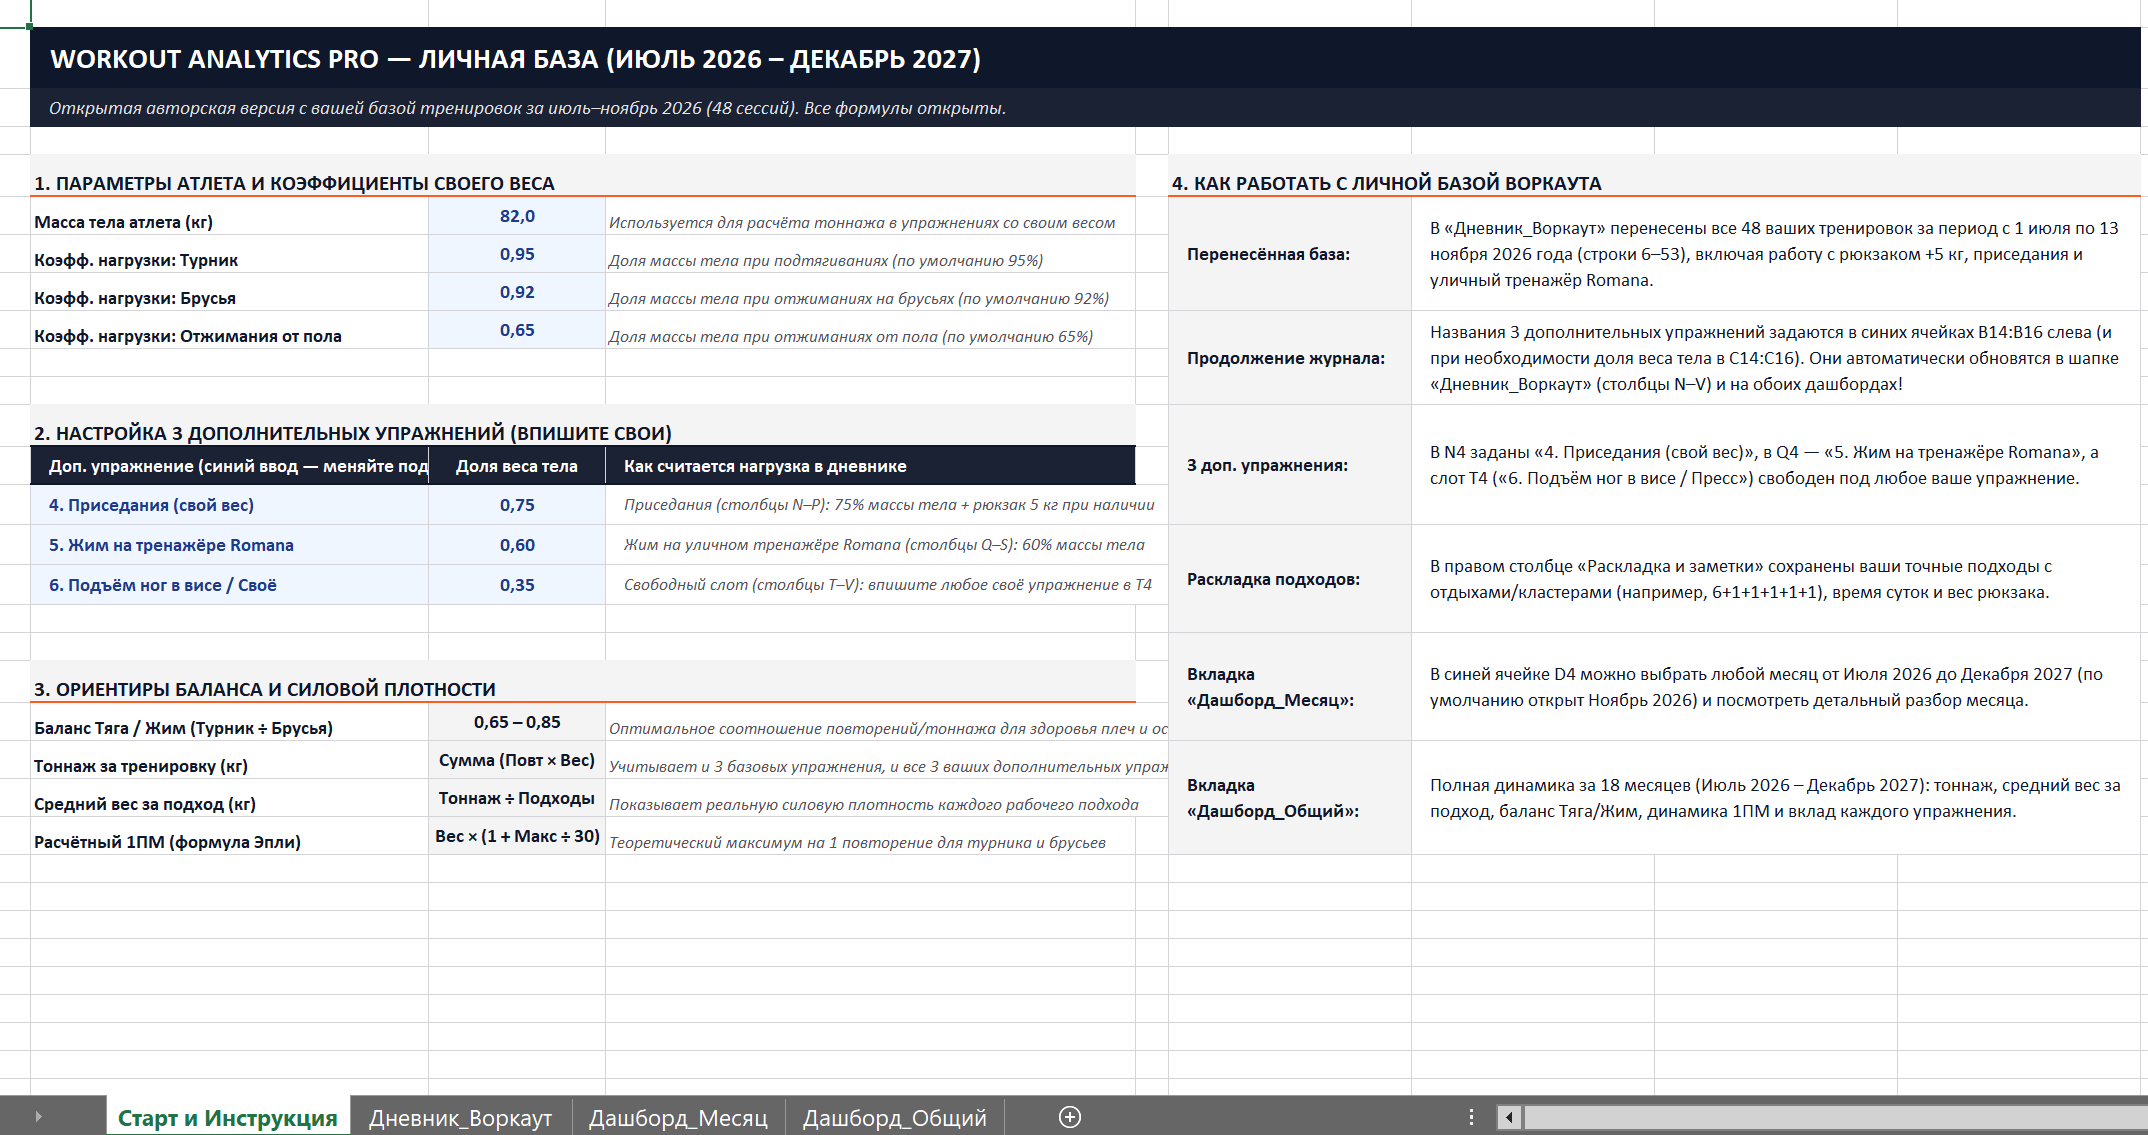 WORKOUT ANALYTICS PRO — ЛИЧНАЯ БАЗА (ИЮЛЬ 2026 – ДЕКАБРЬ 2027)
Открытая авторская версия с вашей базой тренировок за июль–ноябрь 2026 (48 сессий). Все формулы открыты.
1. ПАРАМЕТРЫ АТЛЕТА И КОЭФФИЦИЕНТЫ СВОЕГО ВЕСА
Масса тела атлета (кг)
82,0
Используется для расчёта тоннажа в упражнениях со своим весом
Коэфф. нагрузки: Турник
0,95
Доля массы тела при подтягиваниях (по умолчанию 95%)
Коэфф. нагрузки: Брусья
0,92
Доля массы тела при отжиманиях на брусьях (по умолчанию 92%)
Коэфф. нагрузки: Отжимания от пола
0,65
Доля массы тела при отжиманиях от пола (по умолчанию 65%)
2. НАСТРОЙКА 3 ДОПОЛНИТЕЛЬНЫХ УПРАЖНЕНИЙ (ВПИШИТЕ СВОИ)
Доп. упражнение (синий ввод — меняйте под
Доля веса тела
Как считается нагрузка в дневнике
4. Приседания (свой вес)
0,75
Приседания (столбцы N–P): 75% массы тела + рюкзак 5 кг при наличии
5. Жим на тренажёре Romana
0,60
Жим на уличном тренажёре Romana (столбцы Q–S): 60% массы тела
6. Подъём ног в висе / Своё
0,35
Свободный слот (столбцы T–V): впишите любое своё упражнение в T4
3. ОРИЕНТИРЫ БАЛАНСА И СИЛОВОЙ ПЛОТНОСТИ
Баланс Тяга / Жим (Турник ÷ Брусья)
0,65 – 0,85
Оптимальное соотношение повторений/тоннажа для здоровья плеч и ос
Тоннаж за тренировку (кг)
Сумма (Повт × Вес)
Учитывает и 3 базовых упражнения, и все 3 ваших дополнительных упраж
Средний вес за подход (кг)
Тоннаж ÷ Подходы
Показывает реальную силовую плотность каждого рабочего подхода
Расчётный 1ПМ (формула Эпли)
Вес × (1 + Макс ÷ 30)
Теоретический максимум на 1 повторение для турника и брусьев
4. КАК РАБОТАТЬ С ЛИЧНОЙ БАЗОЙ ВОРКАУТА
Перенесённая база:
В «Дневник_Воркаут» перенесены все 48 ваших тренировок за период с 1 июля по 13
ноября 2026 года (строки 6–53), включая работу с рюкзаком +5 кг, приседания и
уличный тренажёр Romana.
Продолжение журнала:
Названия 3 дополнительных упражнений задаются в синих ячейках B14:B16 слева (и
при необходимости доля веса тела в C14:C16). Они автоматически обновятся в шапке
«Дневник_Воркаут» (столбцы N–V) и на обоих дашбордах!
3 доп. упражнения:
В N4 заданы «4. Приседания (свой вес)», в Q4 — «5. Жим на тренажёре Romana», а
слот T4 («6. Подъём ног в висе / Пресс») свободен под любое ваше упражнение.
Раскладка подходов:
В правом столбце «Раскладка и заметки» сохранены ваши точные подходы с
отдыхами/кластерами (например, 6+1+1+1+1+1), время суток и вес рюкзака.
Вкладка
«Дашборд_Месяц»:
В синей ячейке D4 можно выбрать любой месяц от Июля 2026 до Декабря 2027 (по
умолчанию открыт Ноябрь 2026) и посмотреть детальный разбор месяца.
Вкладка
«Дашборд_Общий»:
Полная динамика за 18 месяцев (Июль 2026 – Декабрь 2027): тоннаж, средний вес за
подход, баланс Тяга/Жим, динамика 1ПМ и вклад каждого упражнения.
Старт и Инструкция
Дневник_Воркаут
Дашборд_Месяц
Дашборд_Общий